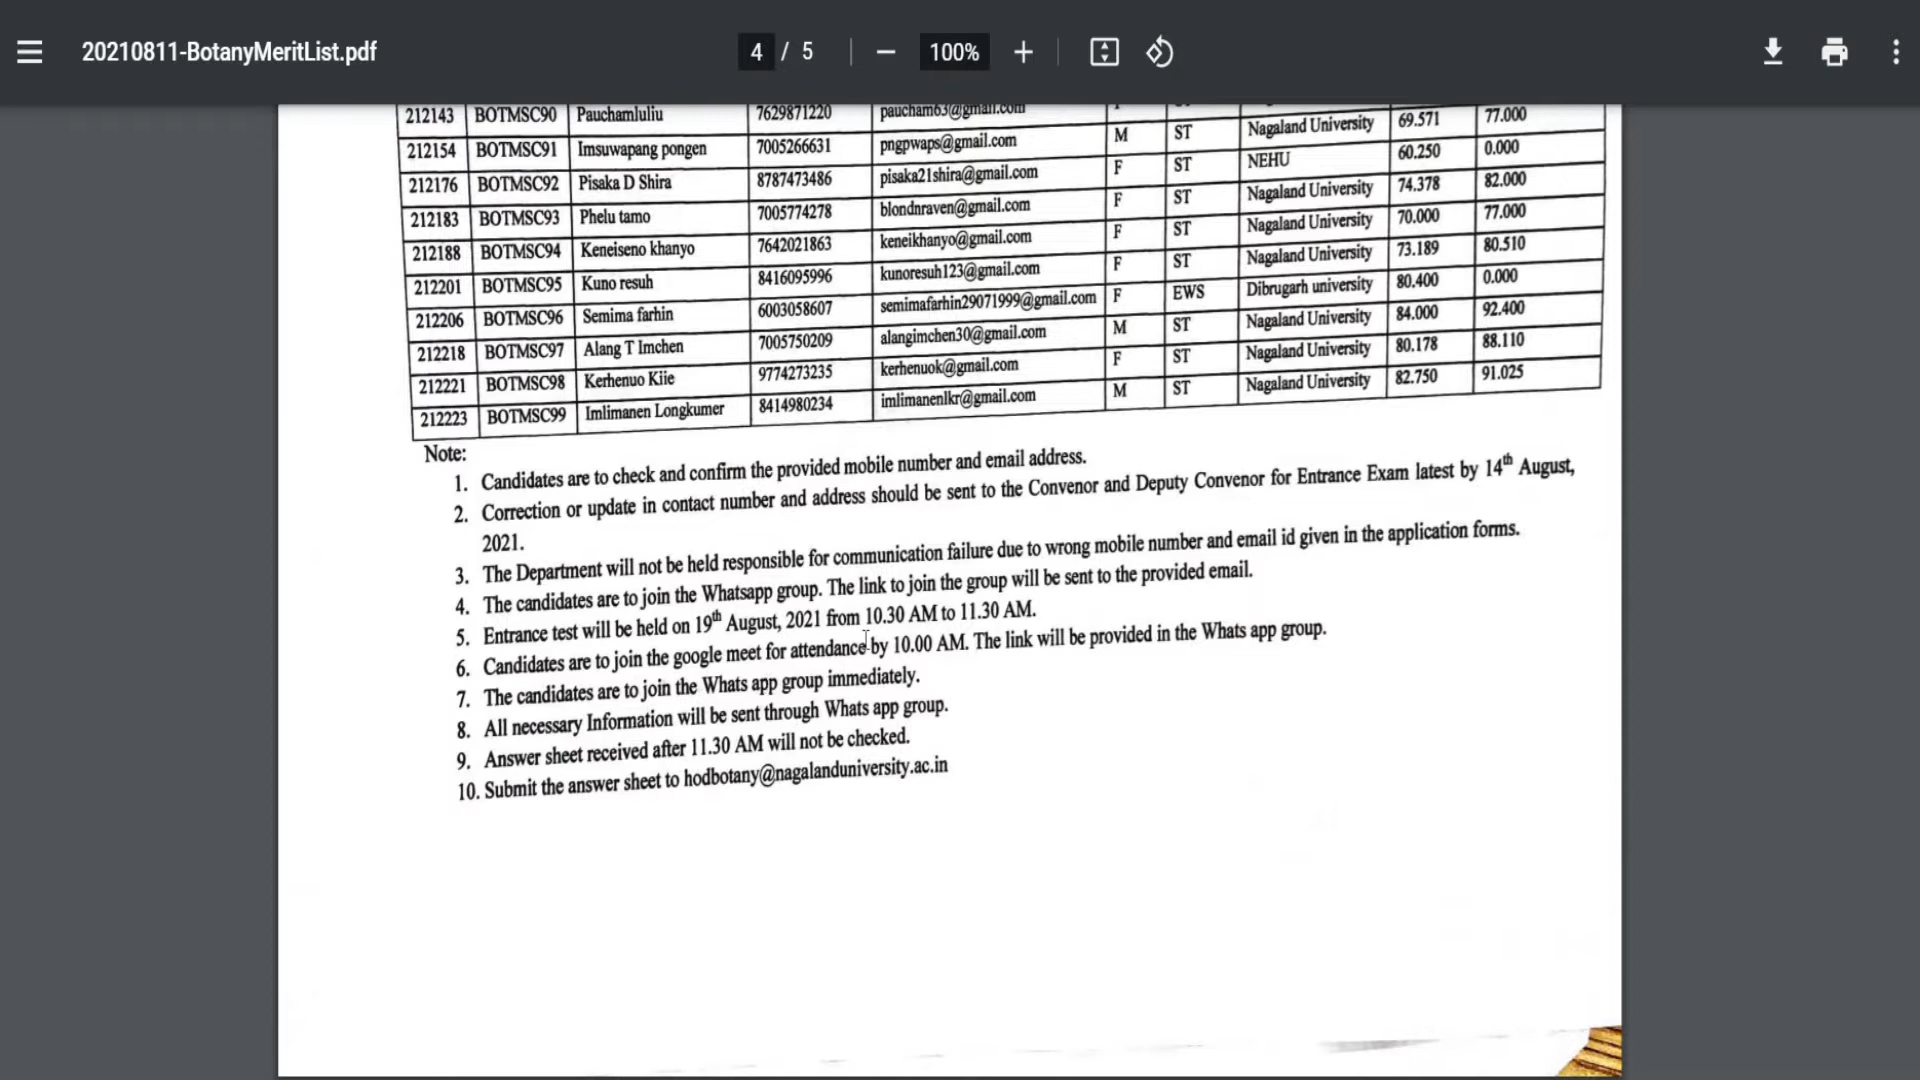 20210811-BotanyMeritList.pdf
4 / 5
100%
212143 BOTMSC90 Pauchamluliu 7629871220 paucham63@gmail.com
212154 BOTMSC91 Imsuwapang pongen 7005266631 pngpwaps@gmail.com M ST Nagaland University 69.571 77.000
212176 BOTMSC92 Pisaka D Shira 8787473486 pisaka21shira@gmail.com F ST NEHU 60.250 0.000
212183 BOTMSC93 Phelu tamo 7005774278 blondnraven@gmail.com F ST Nagaland University 74.378 82.000
212188 BOTMSC94 Keneiseno khanyo 7642021863 keneikhanyo@gmail.com F ST Nagaland University 70.000 77.000
212201 BOTMSC95 Kuno resuh 8416095996 kunoresuh123@gmail.com F ST Nagaland University 73.189 80.510
212206 BOTMSC96 Semima farhin 6003058607 semimafarhin29071999@gmail.com F EWS Dibrugarh university 80.400 0.000
212218 BOTMSC97 Alang T Imchen 7005750209 alangimchen30@gmail.com M ST Nagaland University 84.000 92.400
212221 BOTMSC98 Kerhenuo Kiie 9774273235 kerhenuok@gmail.com F ST Nagaland University 80.178 88.110
212223 BOTMSC99 Imlimanen Longkumer 8414980234 imlimanenlkr@gmail.com M ST Nagaland University 82.750 91.025
Note:
1. Candidates are to check and confirm the provided mobile number and email address.
2. Correction or update in contact number and address should be sent to the Convenor and Deputy Convenor for Entrance Exam latest by 14th August,
2021.
3. The Department will not be held responsible for communication failure due to wrong mobile number and email id given in the application forms.
4. The candidates are to join the Whatsapp group. The link to join the group will be sent to the provided email.
5. Entrance test will be held on 19th August, 2021 from 10.30 AM to 11.30 AM.
6. Candidates are to join the google meet for attendance by 10.00 AM. The link will be provided in the Whats app group.
7. The candidates are to join the Whats app group immediately.
8. All necessary Information will be sent through Whats app group.
9. Answer sheet received after 11.30 AM will not be checked.
10. Submit the answer sheet to hodbotany@nagalanduniversity.ac.in